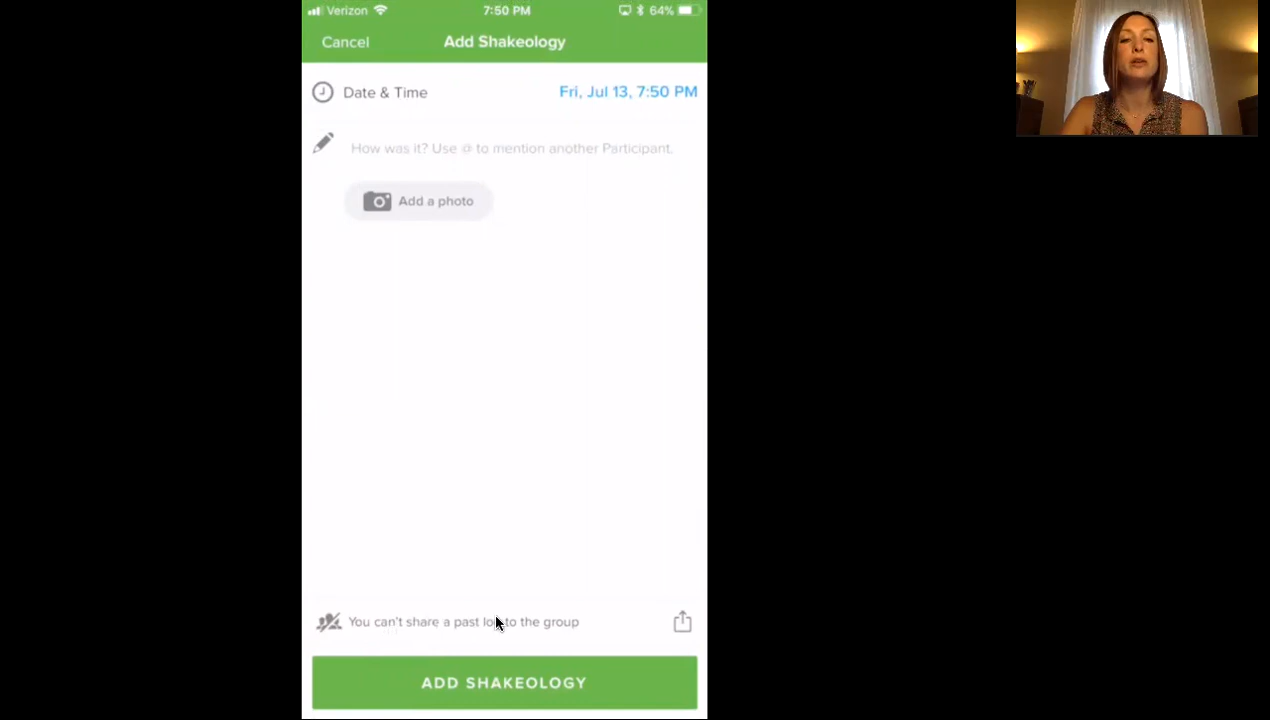 Verizon 7:50 PM 64%
Cancel Add Shakeology
Date & Time Fri, Jul 13, 7:50 PM
How was it? Use @ to mention another Participant.
Add a photo
You can't share a past to the group
ADD SHAKEOLOGY